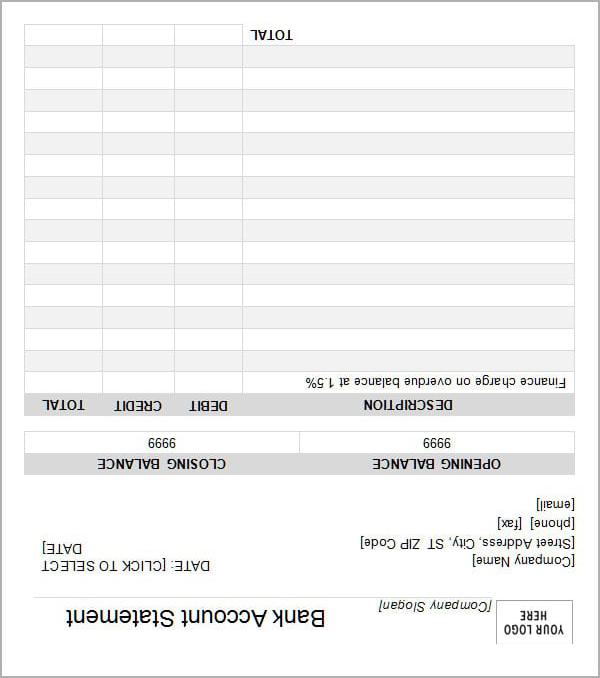 YOUR LOGO
HERE
[Company Slogan]
Bank Account Statement
[Company Name]
[Street Address, City, ST ZIP Code]
[phone] [fax]
[email]
DATE: [CLICK TO SELECT
DATE]
OPENING BALANCE CLOSING BALANCE
9999 9999
DESCRIPTION DEBIT CREDIT TOTAL
Finance charge on overdue balance at 1.5%
TOTAL